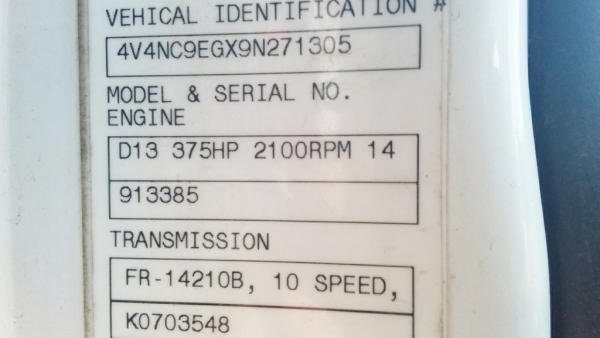 VEHICAL IDENTIFICATION #
4V4NC9EGX9N271305
MODEL & SERIAL NO.
ENGINE
D13 375HP 2100RPM 14
913385
TRANSMISSION
FR-14210B, 10 SPEED,
K0703548